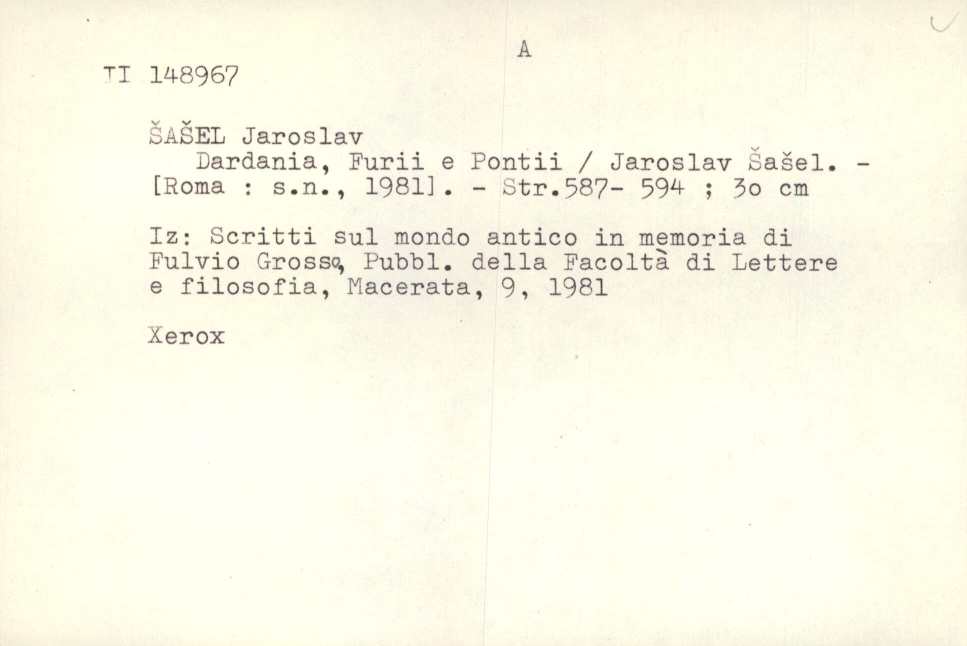 A
TI 148967
ŠAŠEL Jaroslav
Dardania, Furii e Pontii / Jaroslav Šašel. -
[Roma : s.n., 1981]. - Str.587- 594 ; 30 cm
Iz: Scritti sul mondo antico in memoria di
Fulvio Grosso, Pubbl. della Facoltà di Lettere
e filosofia, Macerata, 9, 1981
Xerox